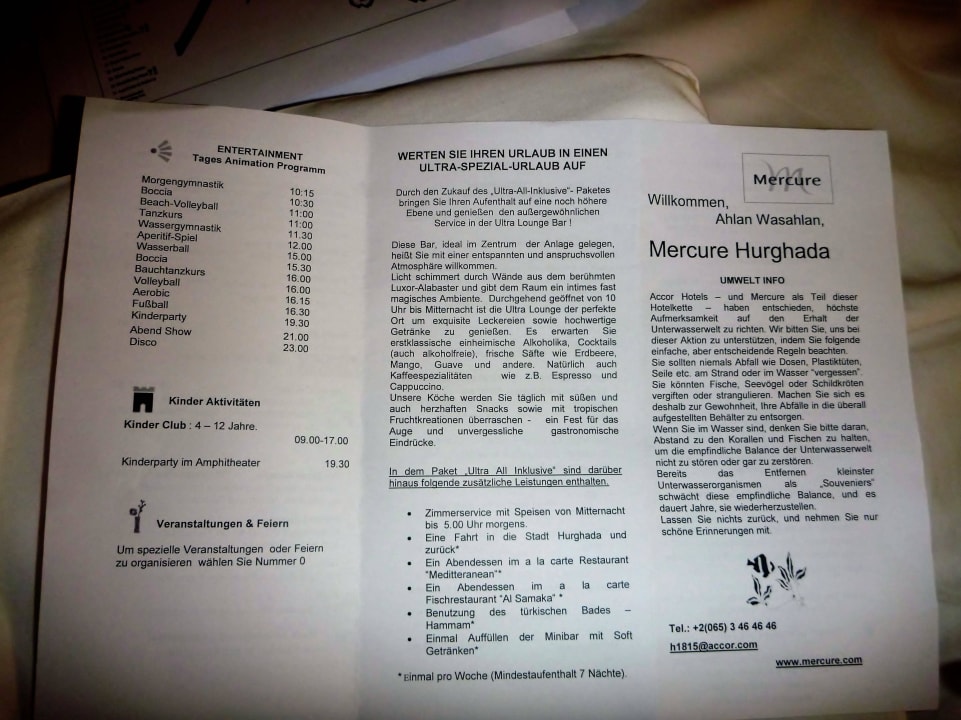 ENTERTAINMENT
Tages Animation Programm
Morgengymnastik 10:15
Boccia 10:30
Beach-Volleyball 11:00
Tanzkurs 11:00
Wassergymnastik 11.30
Aperitif-Spiel 12.00
Wasserball 15.00
Boccia 15.30
Bauchtanzkurs 16.00
Volleyball 16.00
Aerobic 16.15
Fußball 16.30
Kinderparty 19.30
Abend Show 21.00
Disco 23.00
Kinder Aktivitäten
Kinder Club : 4 – 12 Jahre.
09.00-17.00
Kinderparty im Amphitheater 19.30
Veranstaltungen & Feiern
Um spezielle Veranstaltungen oder Feiern
zu organisieren wählen Sie Nummer 0
WERTEN SIE IHREN URLAUB IN EINEN
ULTRA-SPEZIAL-URLAUB AUF
Durch den Zukauf des „Ultra-All-Inklusive"- Paketes
bringen Sie Ihren Aufenthalt auf eine noch höhere
Ebene und genießen den außergewöhnlichen
Service in der Ultra Lounge Bar !
Diese Bar, ideal im Zentrum der Anlage gelegen,
heißt Sie mit einer entspannten und anspruchsvollen
Atmosphäre willkommen.
Licht schimmert durch Wände aus dem berühmten
Luxor-Alabaster und gibt dem Raum ein intimes fast
magisches Ambiente. Durchgehend geöffnet von 10
Uhr bis Mitternacht ist die Ultra Lounge der perfekte
Ort um exquisite Leckereien sowie hochwertige
Getränke zu genießen. Es erwarten Sie
erstklassische einheimische Alkoholika, Cocktails
(auch alkoholfreie), frische Säfte wie Erdbeere,
Mango, Guave und andere. Natürlich auch
Kaffeespezialitäten wie z.B. Espresso und
Cappuccino.
Unsere Köche werden Sie täglich mit süßen und
auch herzhaften Snacks sowie mit tropischen
Fruchtkreationen überraschen - ein Fest für das
Auge und unvergessliche gastronomische
Eindrücke.
In dem Paket „Ultra All Inklusive" sind darüber
hinaus folgende zusätzliche Leistungen enthalten.
• Zimmerservice mit Speisen von Mitternacht
bis 5.00 Uhr morgens.
• Eine Fahrt in die Stadt Hurghada und
zurück*
• Ein Abendessen im a la carte Restaurant
"Meditteranean"*
• Ein Abendessen im a la carte
Fischrestaurant "Al Samaka" *
• Benutzung des türkischen Bades –
Hammam*
• Einmal Auffüllen der Minibar mit Soft
Getränken*
*Einmal pro Woche (Mindestaufenthalt 7 Nächte).
Mercure
Willkommen,
Ahlan Wasahlan,
Mercure Hurghada
UMWELT INFO
Accor Hotels – und Mercure als Teil dieser
Hotelkette – haben entschieden, höchste
Aufmerksamkeit auf den Erhalt der
Unterwasserwelt zu richten. Wir bitten Sie, uns bei
dieser Aktion zu unterstützen, indem Sie folgende
einfache, aber entscheidende Regeln beachten.
Sie sollten niemals Abfall wie Dosen, Plastiktüten,
Seile etc. am Strand oder im Wasser "vergessen".
Sie könnten Fische, Seevögel oder Schildkröten
vergiften oder strangulieren. Machen Sie sich es
deshalb zur Gewohnheit, Ihre Abfälle in die überall
aufgestellten Behälter zu entsorgen.
Wenn Sie im Wasser sind, denken Sie bitte daran,
Abstand zu den Korallen und Fischen zu halten,
um die empfindliche Balance der Unterwasserwelt
nicht zu stören oder gar zu zerstören.
Bereits das Entfernen kleinster
Unterwasserorganismen als „Souveniers"
schwächt diese empfindliche Balance, und es
dauert Jahre, sie wiederherzustellen.
Lassen Sie nichts zurück, und nehmen Sie nur
schöne Erinnerungen mit.
Tel.: +2(065) 3 46 46 46
h1815@accor.com
www.mercure.com